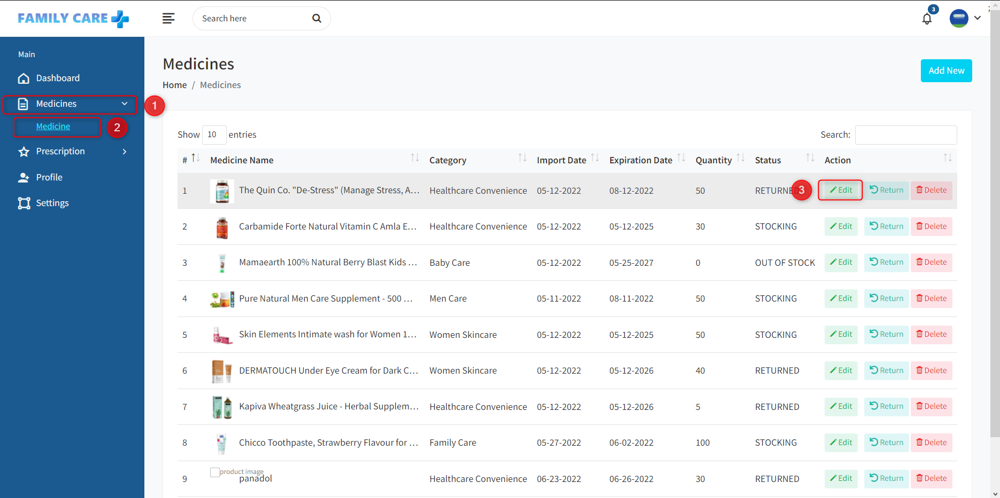 FAMILY CARE
Search here
3
Main
Dashboard
Medicines
1
Medicine
2
Prescription
Profile
Settings
Medicines
Home / Medicines
Add New
Show 10 entries
Search:
# Medicine Name Category Import Date Expiration Date Quantity Status Action
1 The Quin Co. "De-Stress" (Manage Stress, A... Healthcare Convenience 05-12-2022 08-12-2022 50 RETURNED 3 Edit Return Delete
2 Carbamide Forte Natural Vitamin C Amla E... Healthcare Convenience 05-12-2022 05-12-2025 30 STOCKING Edit Return Delete
3 Mamaearth 100% Natural Berry Blast Kids ... Baby Care 05-12-2022 05-25-2027 0 OUT OF STOCK Edit Return Delete
4 Pure Natural Men Care Supplement - 500 ... Men Care 05-11-2022 08-11-2022 50 STOCKING Edit Return Delete
5 Skin Elements Intimate wash for Women 1... Women Skincare 05-12-2022 05-12-2025 50 STOCKING Edit Return Delete
6 DERMATOUCH Under Eye Cream for Dark C... Women Skincare 05-12-2022 05-12-2026 40 RETURNED Edit Return Delete
7 Kapiva Wheatgrass Juice - Herbal Supplem... Healthcare Convenience 05-12-2022 05-12-2026 5 RETURNED Edit Return Delete
8 Chicco Toothpaste, Strawberry Flavour for ... Family Care 05-27-2022 06-02-2022 100 STOCKING Edit Return Delete
product image
9 panadol Healthcare Convenience 06-23-2022 06-26-2022 30 RETURNED Edit Return Delete